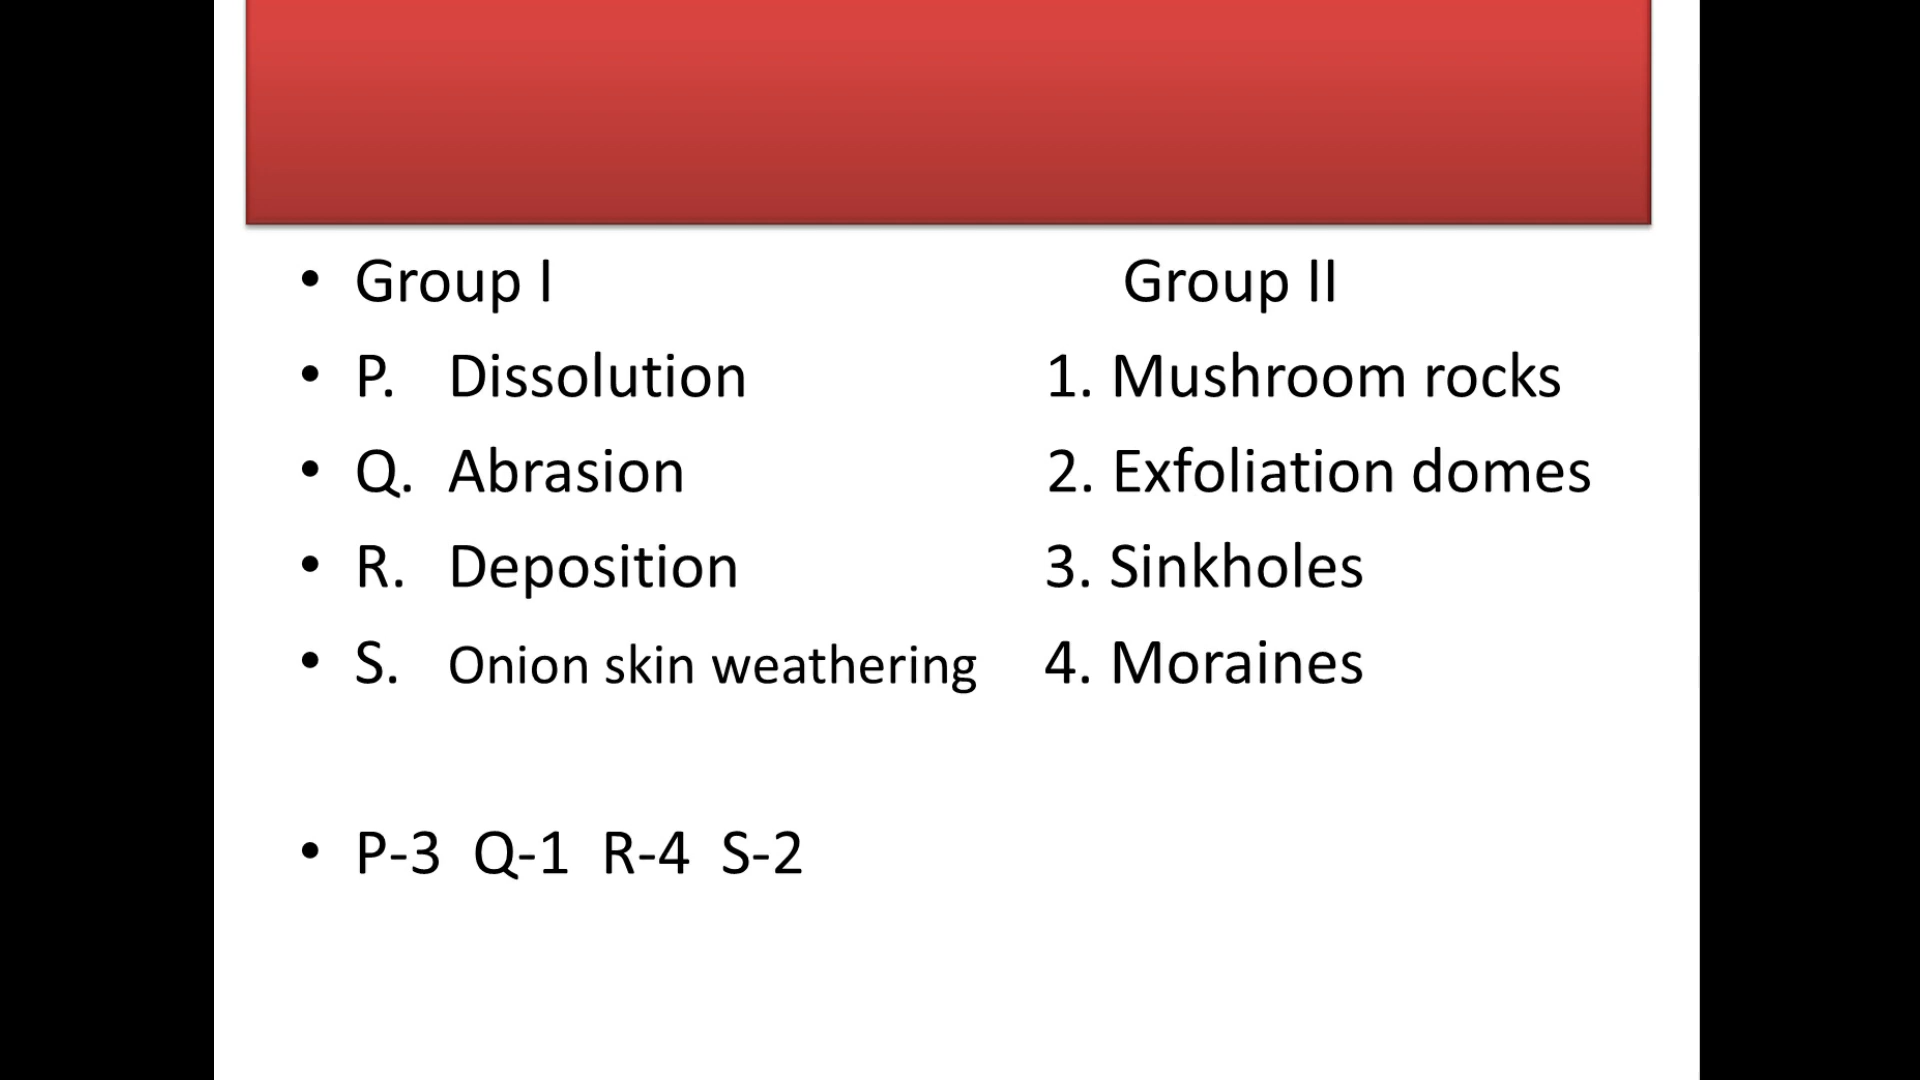 • Group I Group II
• P. Dissolution 1. Mushroom rocks
• Q. Abrasion 2. Exfoliation domes
• R. Deposition 3. Sinkholes
• S. Onion skin weathering 4. Moraines
• P-3 Q-1 R-4 S-2